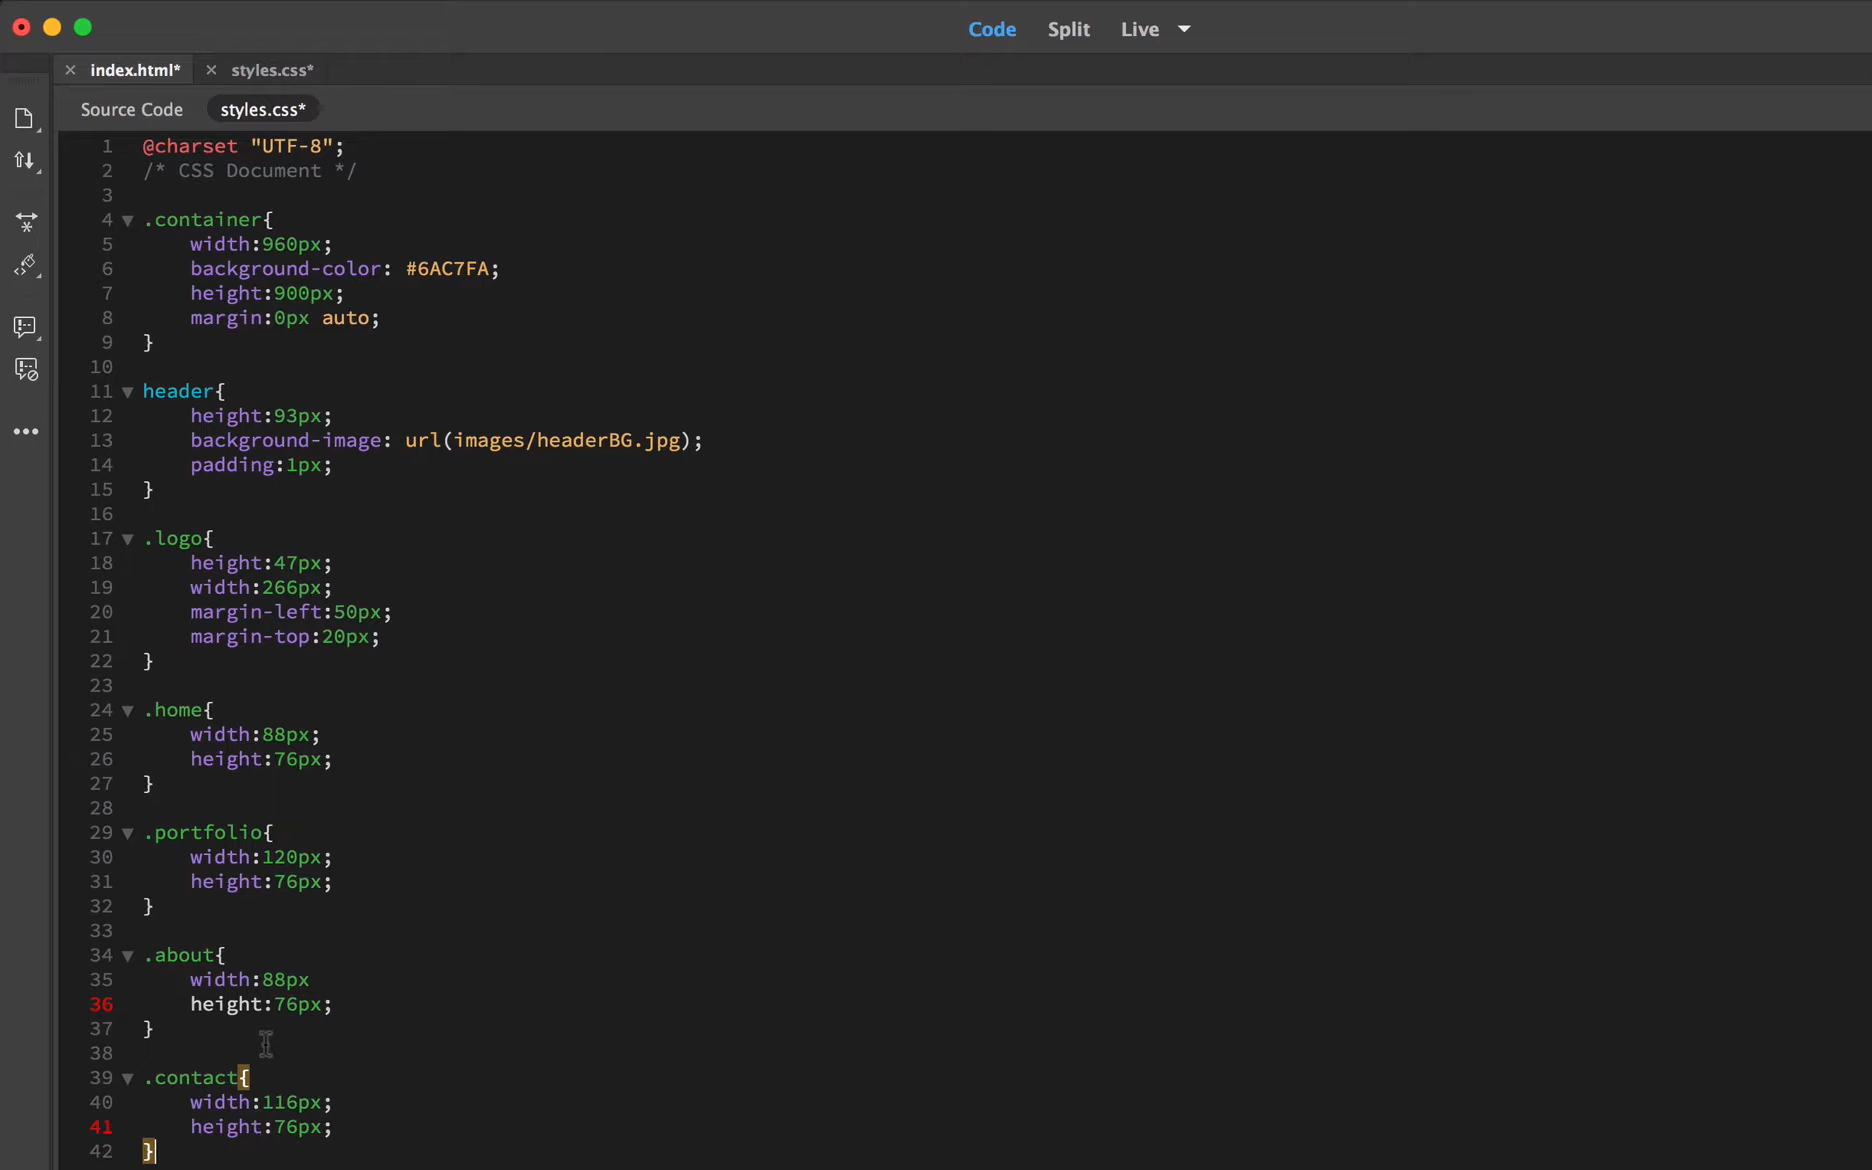 Code Split Live
index.html* styles.css*
Source Code styles.css*
1 @charset "UTF-8";
2 /* CSS Document */
3
4 .container{
5 width:960px;
6 background-color: #6AC7FA;
7 height:900px;
8 margin:0px auto;
9 }
10
11 header{
12 height:93px;
13 background-image: url(images/headerBG.jpg);
14 padding:1px;
15 }
16
17 .logo{
18 height:47px;
19 width:266px;
20 margin-left:50px;
21 margin-top:20px;
22 }
23
24 .home{
25 width:88px;
26 height:76px;
27 }
28
29 .portfolio{
30 width:120px;
31 height:76px;
32 }
33
34 .about{
35 width:88px
36 height:76px;
37 }
38
39 .contact{
40 width:116px;
41 height:76px;
42 }